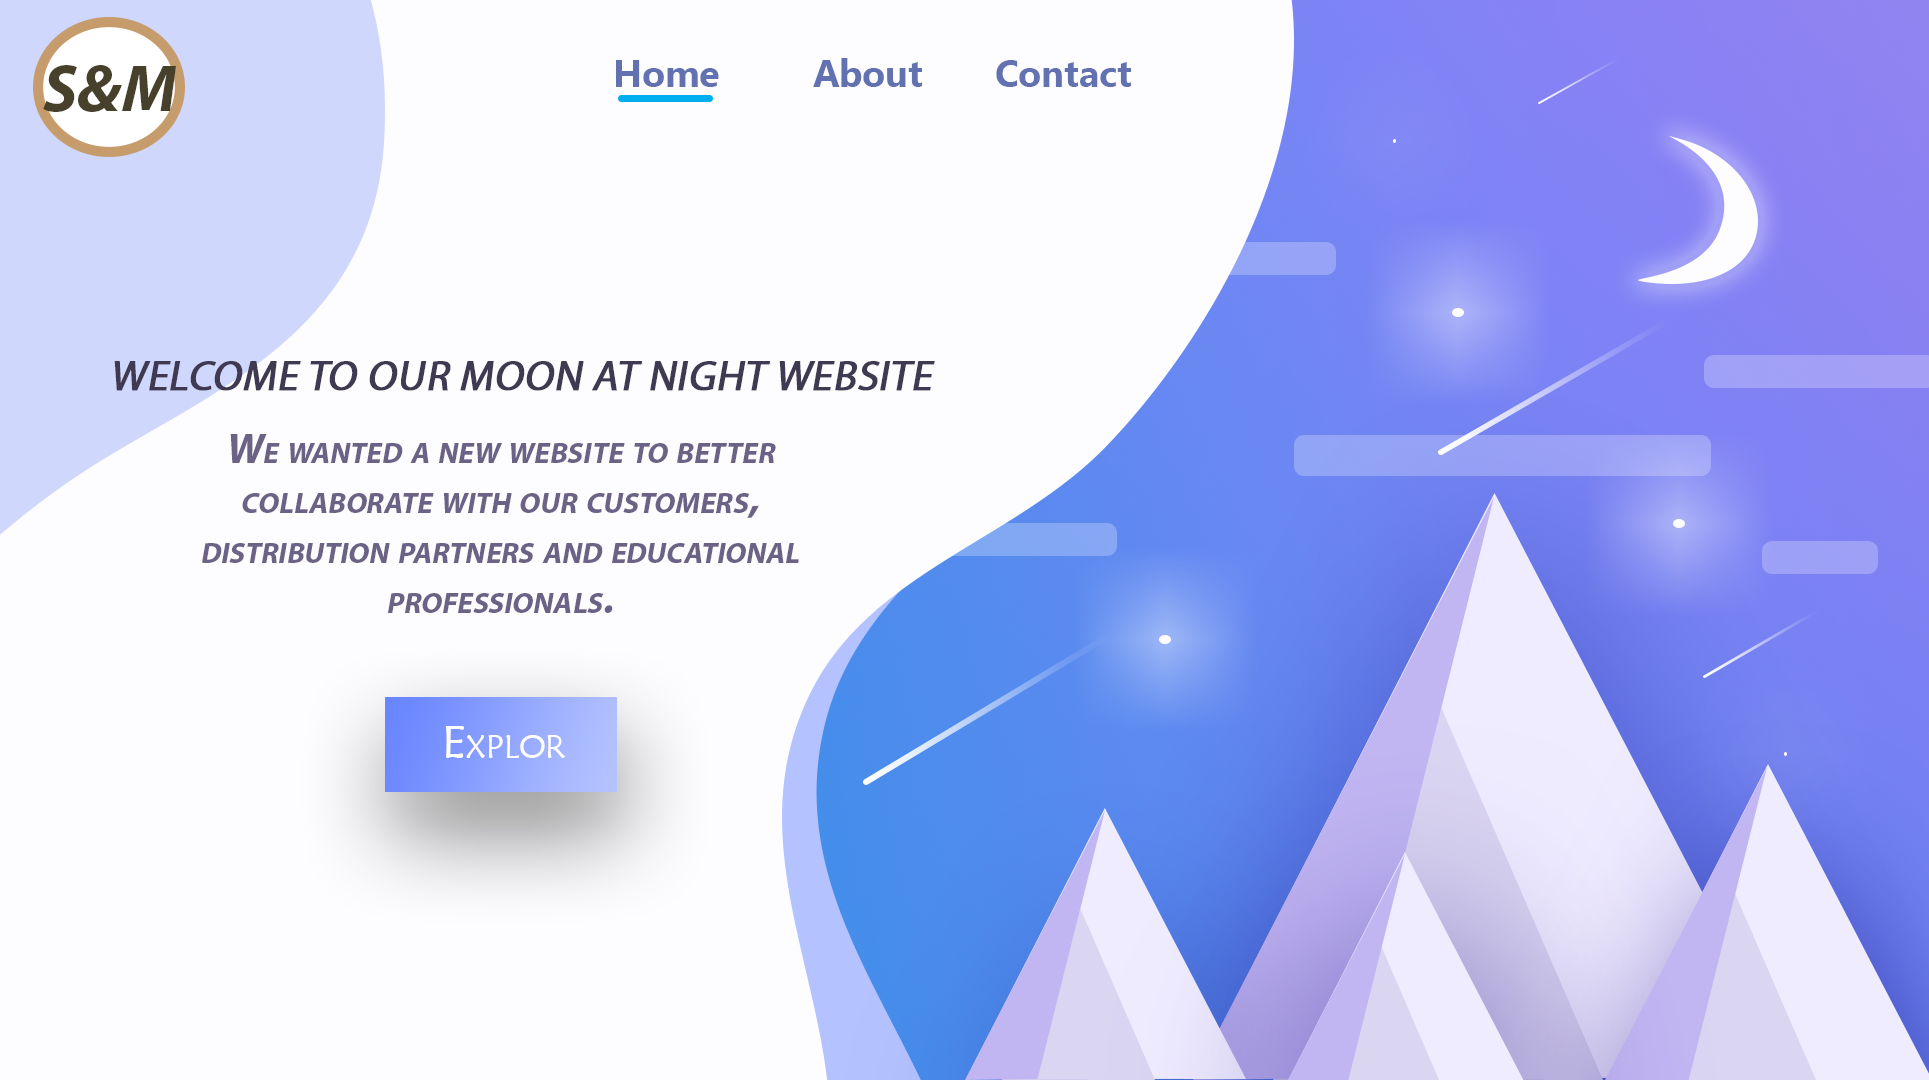 S&M
Home About Contact
WELCOME TO OUR MOON AT NIGHT WEBSITE
We wanted a new website to better
collaborate with our customers,
distribution partners and educational
professionals.
Explor